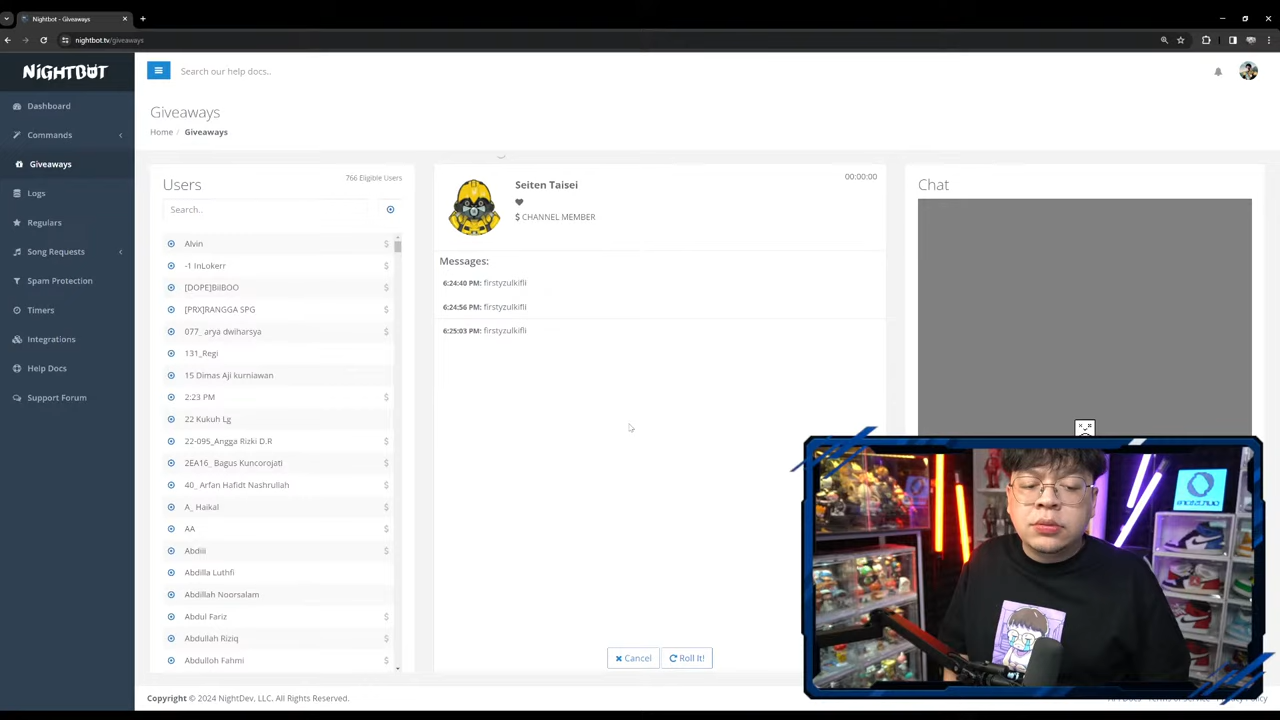 Nightbot - Giveaways
nightbot.tv/giveaways
NIGHTBOT
Search our help docs..
Dashboard
Commands
Giveaways
Logs
Regulars
Song Requests
Spam Protection
Timers
Integrations
Help Docs
Support Forum
Giveaways
Home / Giveaways
Users
766 Eligible Users
Search..
Alvin $
-1 InLokerr $
[DOPE]BiiBOO $
[PRX]RANGGA SPG $
077_ arya dwiharsya $
131_Regi
15 Dimas Aji kurniawan
2:23 PM $
22 Kukuh Lg
22-095_Angga Rizki D.R $
2EA16_ Bagus Kuncorojati $
40_ Arfan Hafidt Nashrullah $
A_ Haikal $
AA $
Abdiii $
Abdilla Luthfi
Abdillah Noorsalam
Abdul Fariz $
Abdullah Riziq $
Abdulloh Fahmi $
Seiten Taisei
00:00:00
$ CHANNEL MEMBER
Messages:
6:24:40 PM: firstyzulkifli
6:24:56 PM: firstyzulkifli
6:25:03 PM: firstyzulkifli
Cancel
Roll It!
Chat
Copyright © 2024 NightDev, LLC. All Rights Reserved.